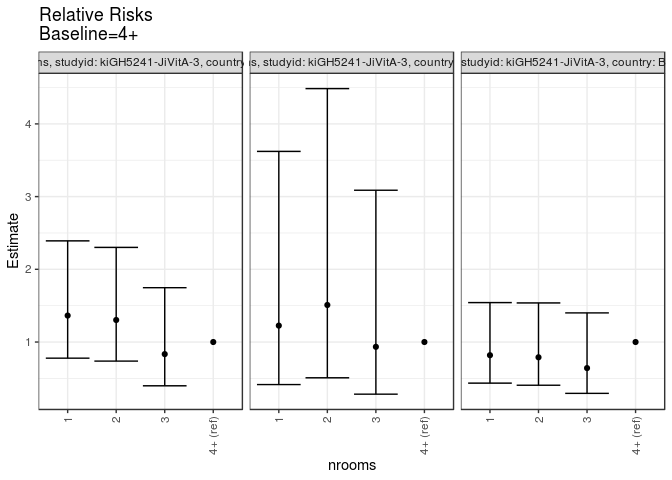 Relative Risks
Baseline=4+
ns, studyid: kiGH5241-JiVitA-3, country
ns, studyid: kiGH5241-JiVitA-3, country
studyid: kiGH5241-JiVitA-3, country: B
Estimate
4
3
2
1
1
2
3
4+ (ref)
1
2
3
4+ (ref)
1
2
3
4+ (ref)
nrooms